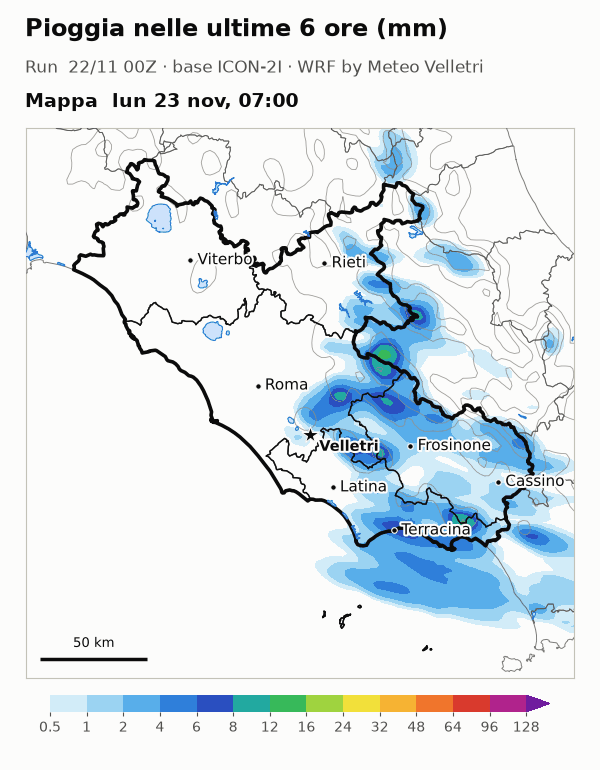 Pioggia nelle ultime 6 ore (mm)
Run  22/11 00Z · base ICON-2I · WRF by Meteo Velletri
Mappa  lun 23 nov, 07:00
Viterbo
Rieti
Roma
Velletri
Frosinone
Latina
Cassino
Terracina
50 km
0.5 1 2 4 6 8 12 16 24 32 48 64 96 128